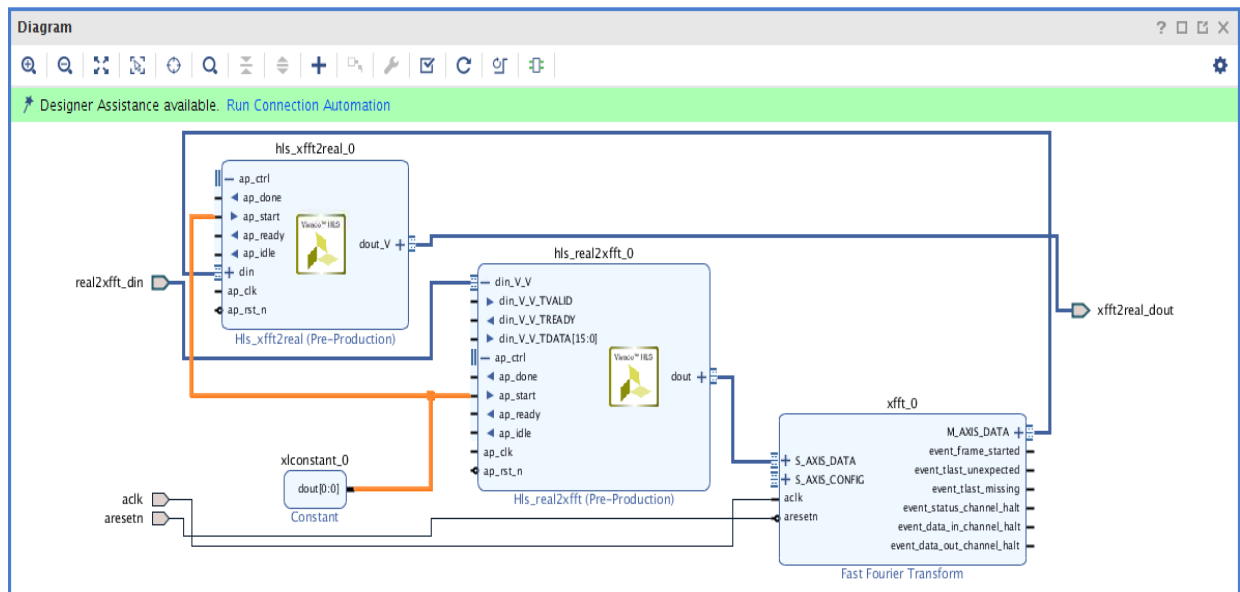 Diagram
Designer Assistance available. Run Connection Automation
hls_xfft2real_0
ap_ctrl
ap_done
ap_start
ap_ready
ap_idle
din
ap_clk
ap_rst_n
dout_V
Hls_xfft2real (Pre-Production)
real2xfft_din
hls_real2xfft_0
din_V_V
din_V_V_TVALID
din_V_V_TREADY
din_V_V_TDATA[15:0]
ap_ctrl
ap_done
ap_start
ap_ready
ap_idle
ap_clk
ap_rst_n
dout
Hls_real2xfft (Pre-Production)
xfft2real_dout
xlconstant_0
dout[0:0]
Constant
aclk
aresetn
xfft_0
S_AXIS_DATA
S_AXIS_CONFIG
aclk
aresetn
M_AXIS_DATA
event_frame_started
event_tlast_unexpected
event_tlast_missing
event_status_channel_halt
event_data_in_channel_halt
event_data_out_channel_halt
Fast Fourier Transform